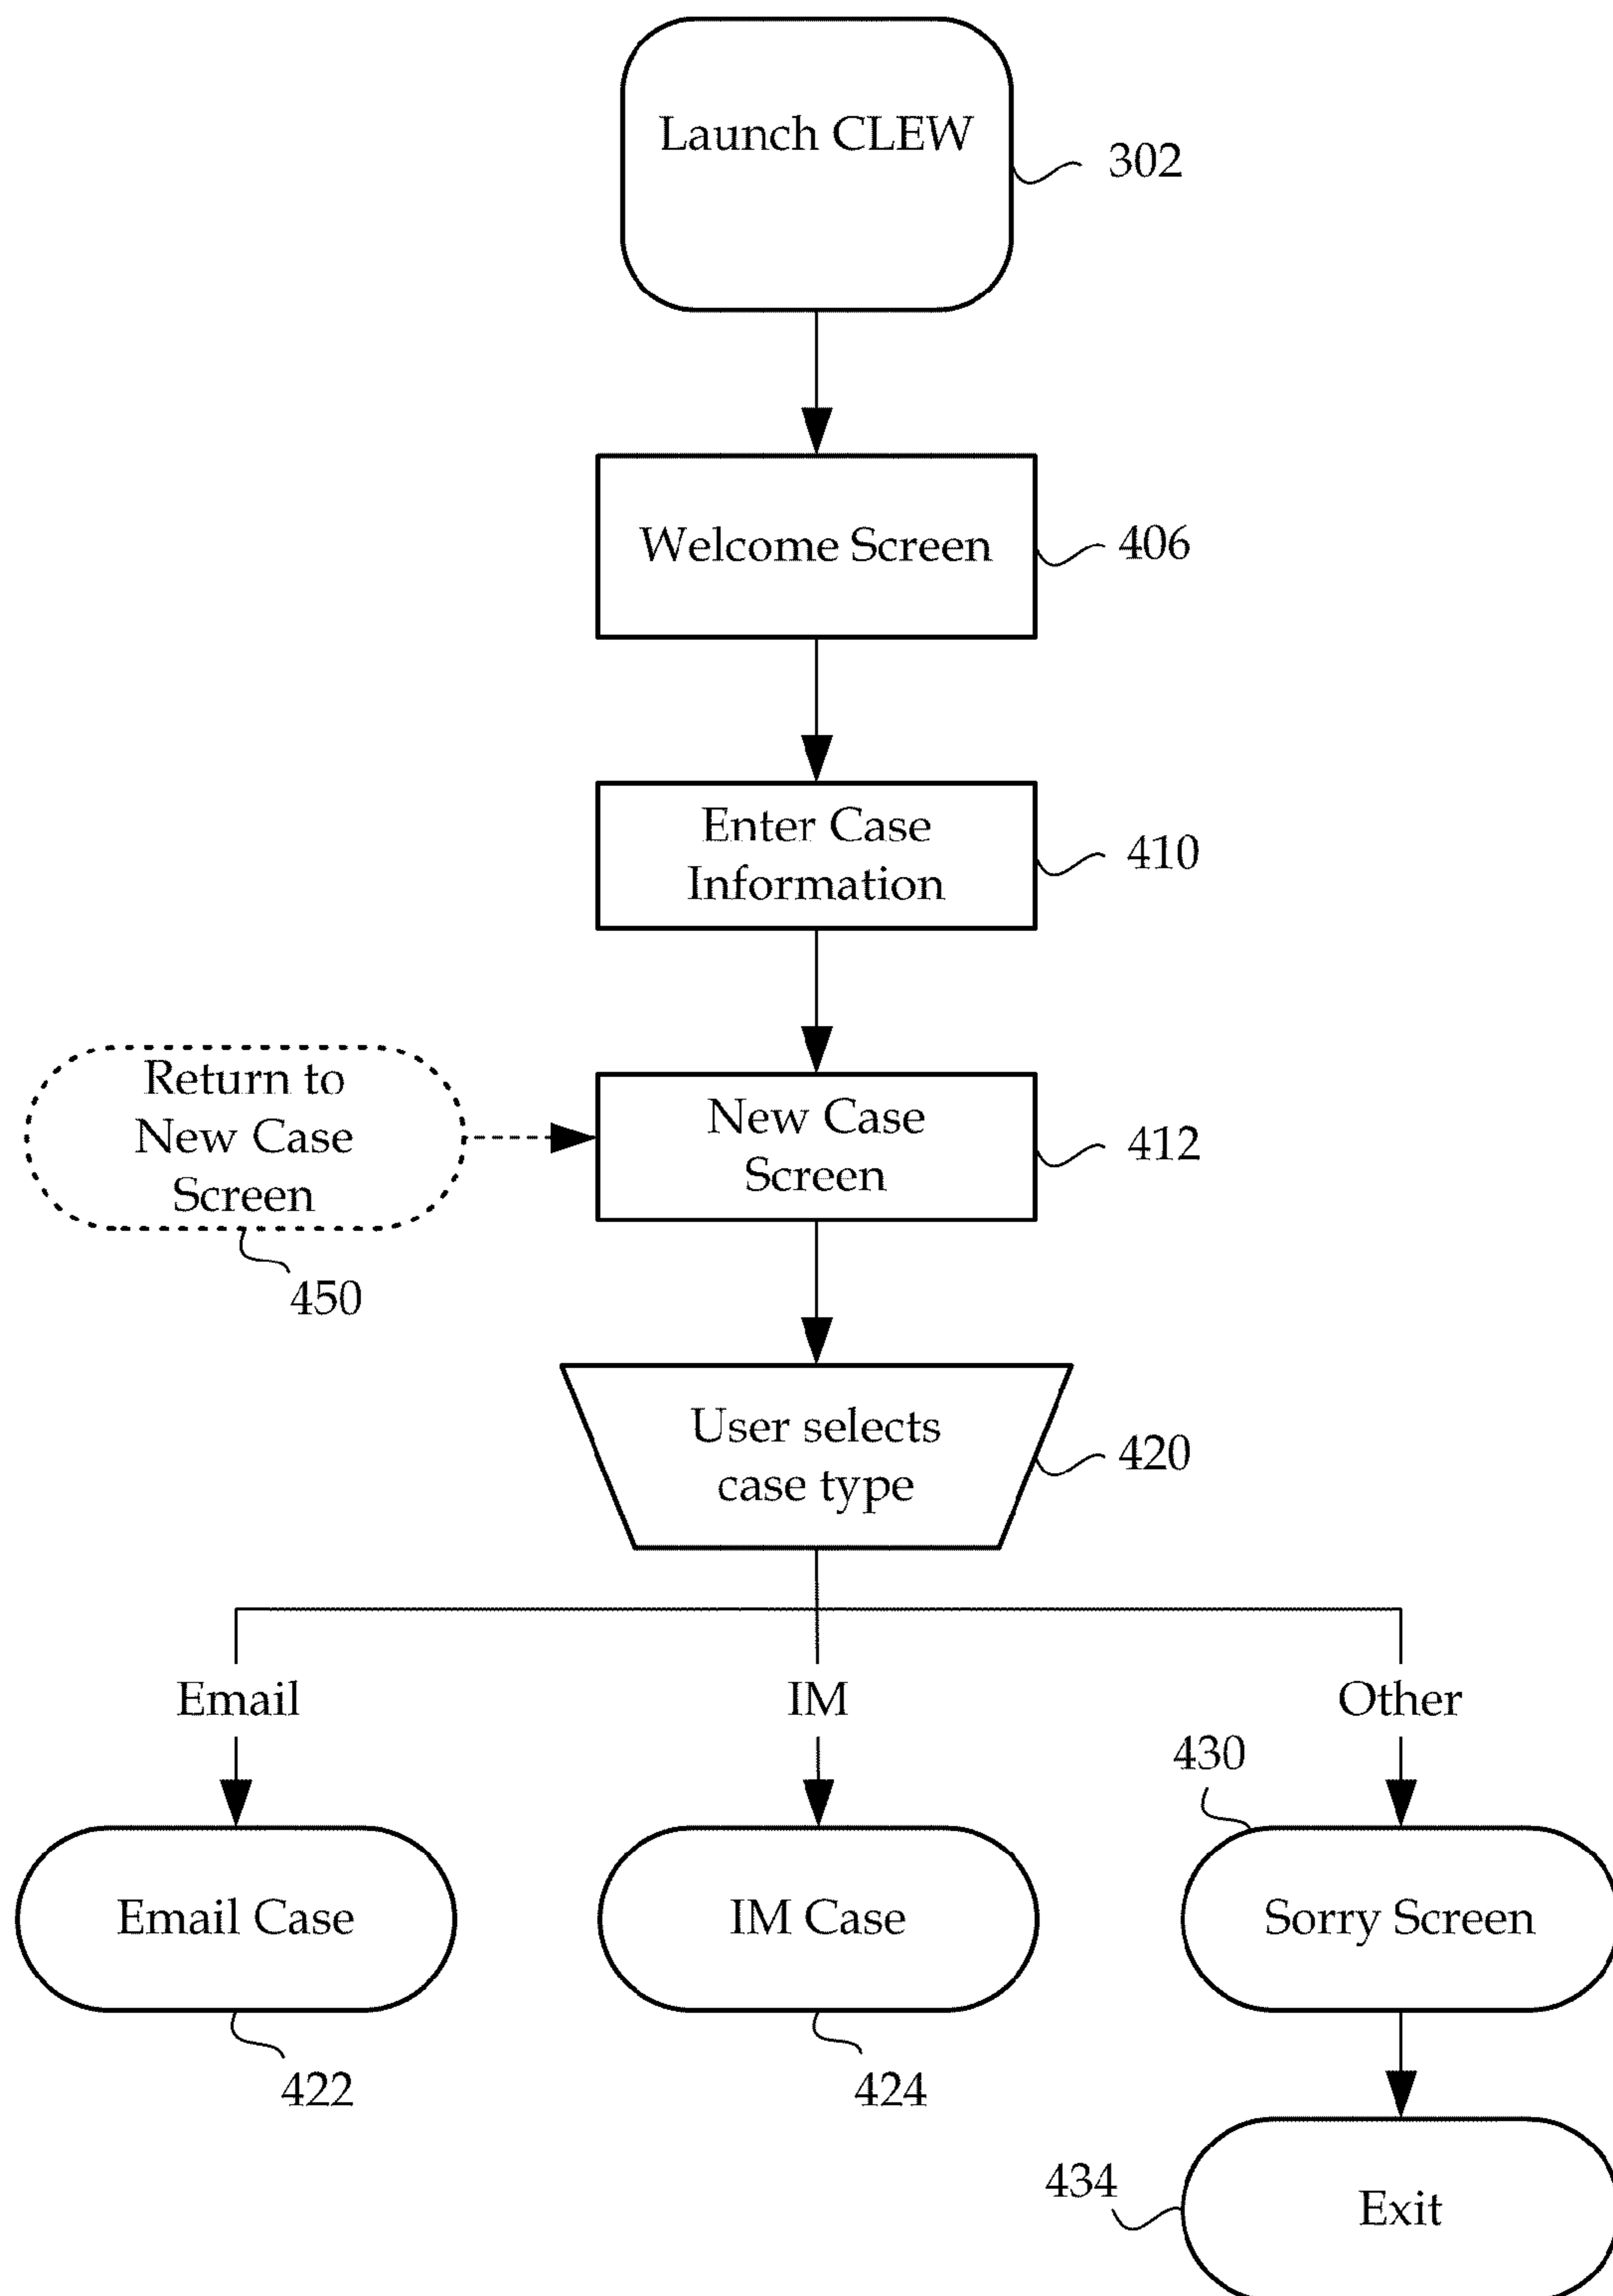 Launch CLEW
302
Welcome Screen
406
Enter Case
Information
410
Return to
New Case
Screen
450
New Case
Screen
412
User selects
case type
420
Email
IM
Other
430
Email Case
IM Case
Sorry Screen
422
424
434
Exit